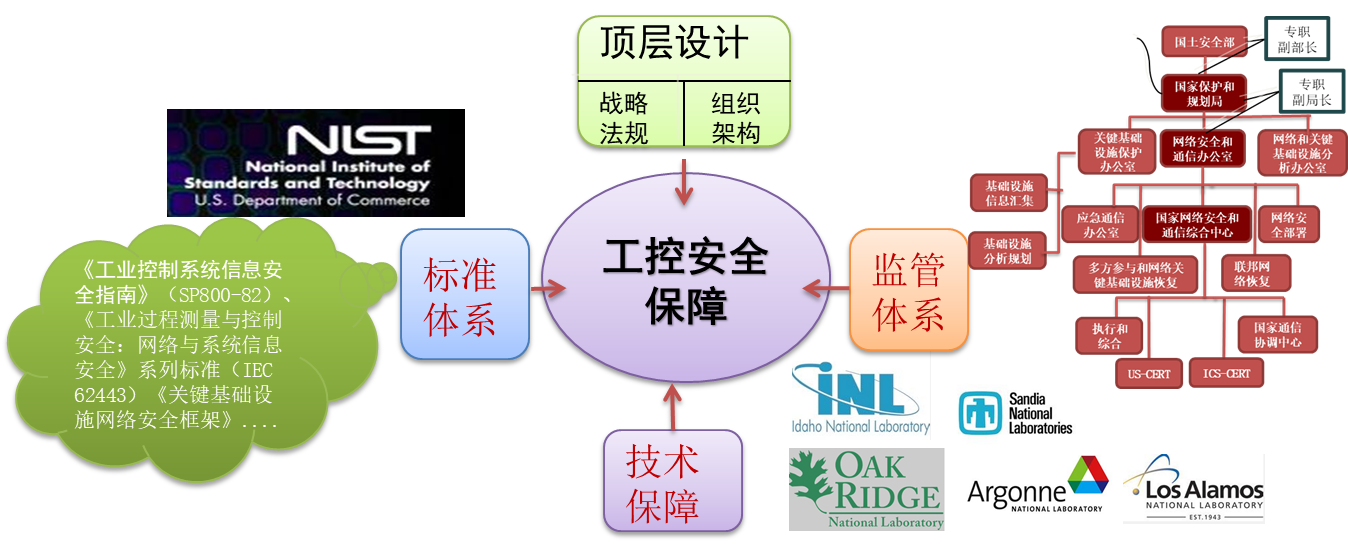 顶层设计
战略
法规
组织
架构
NIST
National Institute of
Standards and Technology
U.S. Department of Commerce
《工业控制系统信息安
全指南》（SP800-82）、
《工业过程测量与控制
安全：网络与系统信息
安全》系列标准（IEC
62443）《关键基础设
施网络安全框架》....
标准
体系
工控安全
保障
监管
体系
技术
保障
国土安全部
专职
副部长
国家保护和
规划局
专职
副局长
关键基础
设施保护
办公室
网络安全和
通信办公室
网络和关键
基础设施分
析办公室
基础设施
信息汇集
基础设施
分析规划
应急通信
办公室
国家网络安全和
通信综合中心
网络安
全部署
多方参与和网络关
键基础设施恢复
联邦网
络恢复
执行和
综合
国家通信
协调中心
US-CERT
ICS-CERT
INL
Idaho National Laboratory
Sandia
National
Laboratories
OAK
RIDGE
National Laboratory
Argonne
NATIONAL LABORATORY
Los Alamos
NATIONAL LABORATORY
EST.1943